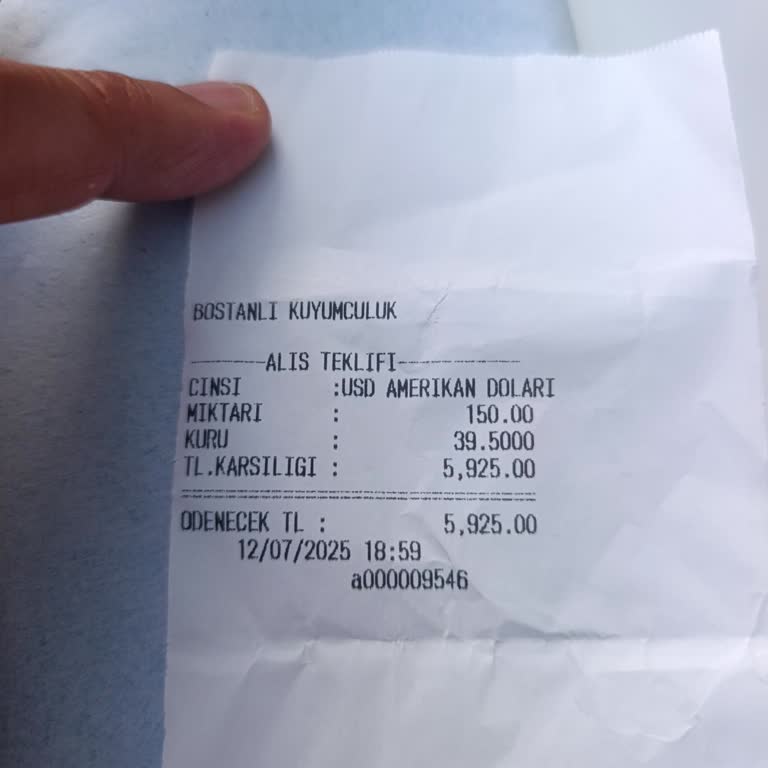 BOSTANLI KUYUMCULUK
----------ALIS TEKLIFI----------------
CINSI :USD AMERIKAN DOLARI
MIKTARI : 150.00
KURU : 39.5000
TL.KARSILIGI : 5,925.00
========================================
ODENECEK TL : 5,925.00
12/07/2025 18:59
a000009546